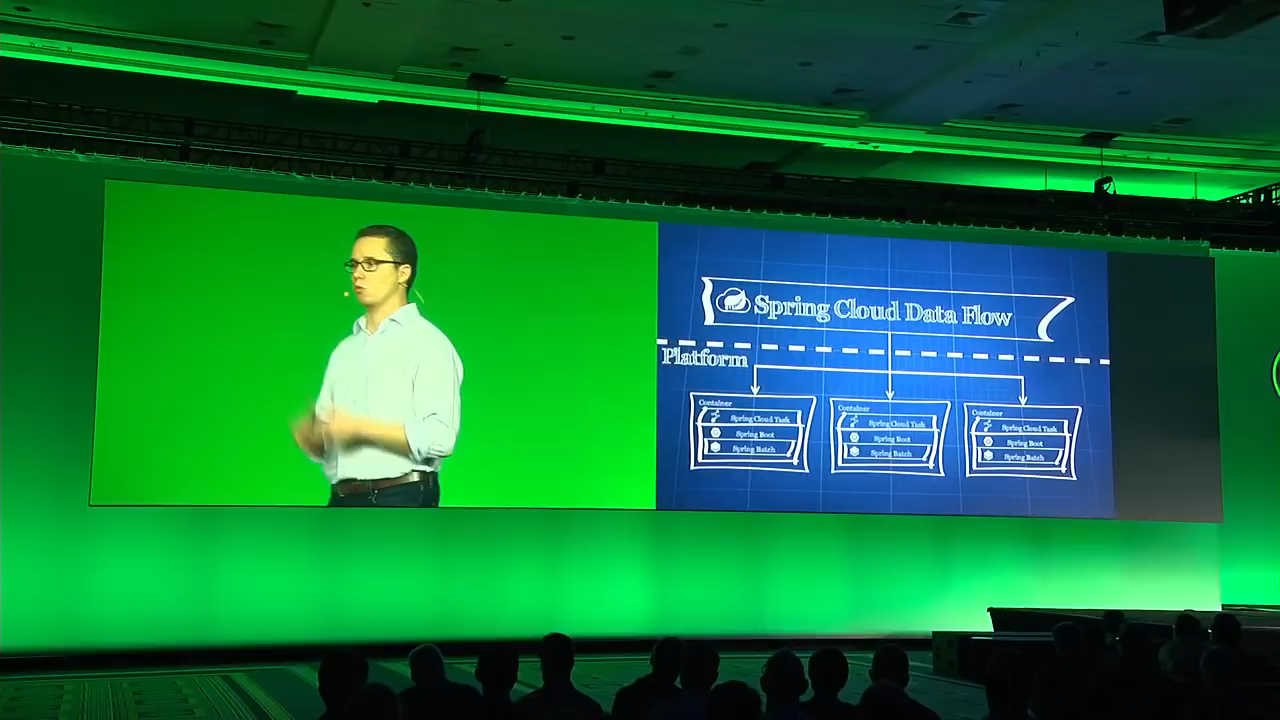 Spring Cloud Data Flow
Platform
Container
Spring Cloud Task
Spring Boot
Spring Batch
Container
Spring Cloud Task
Spring Boot
Spring Batch
Container
Spring Cloud Task
Spring Boot
Spring Batch